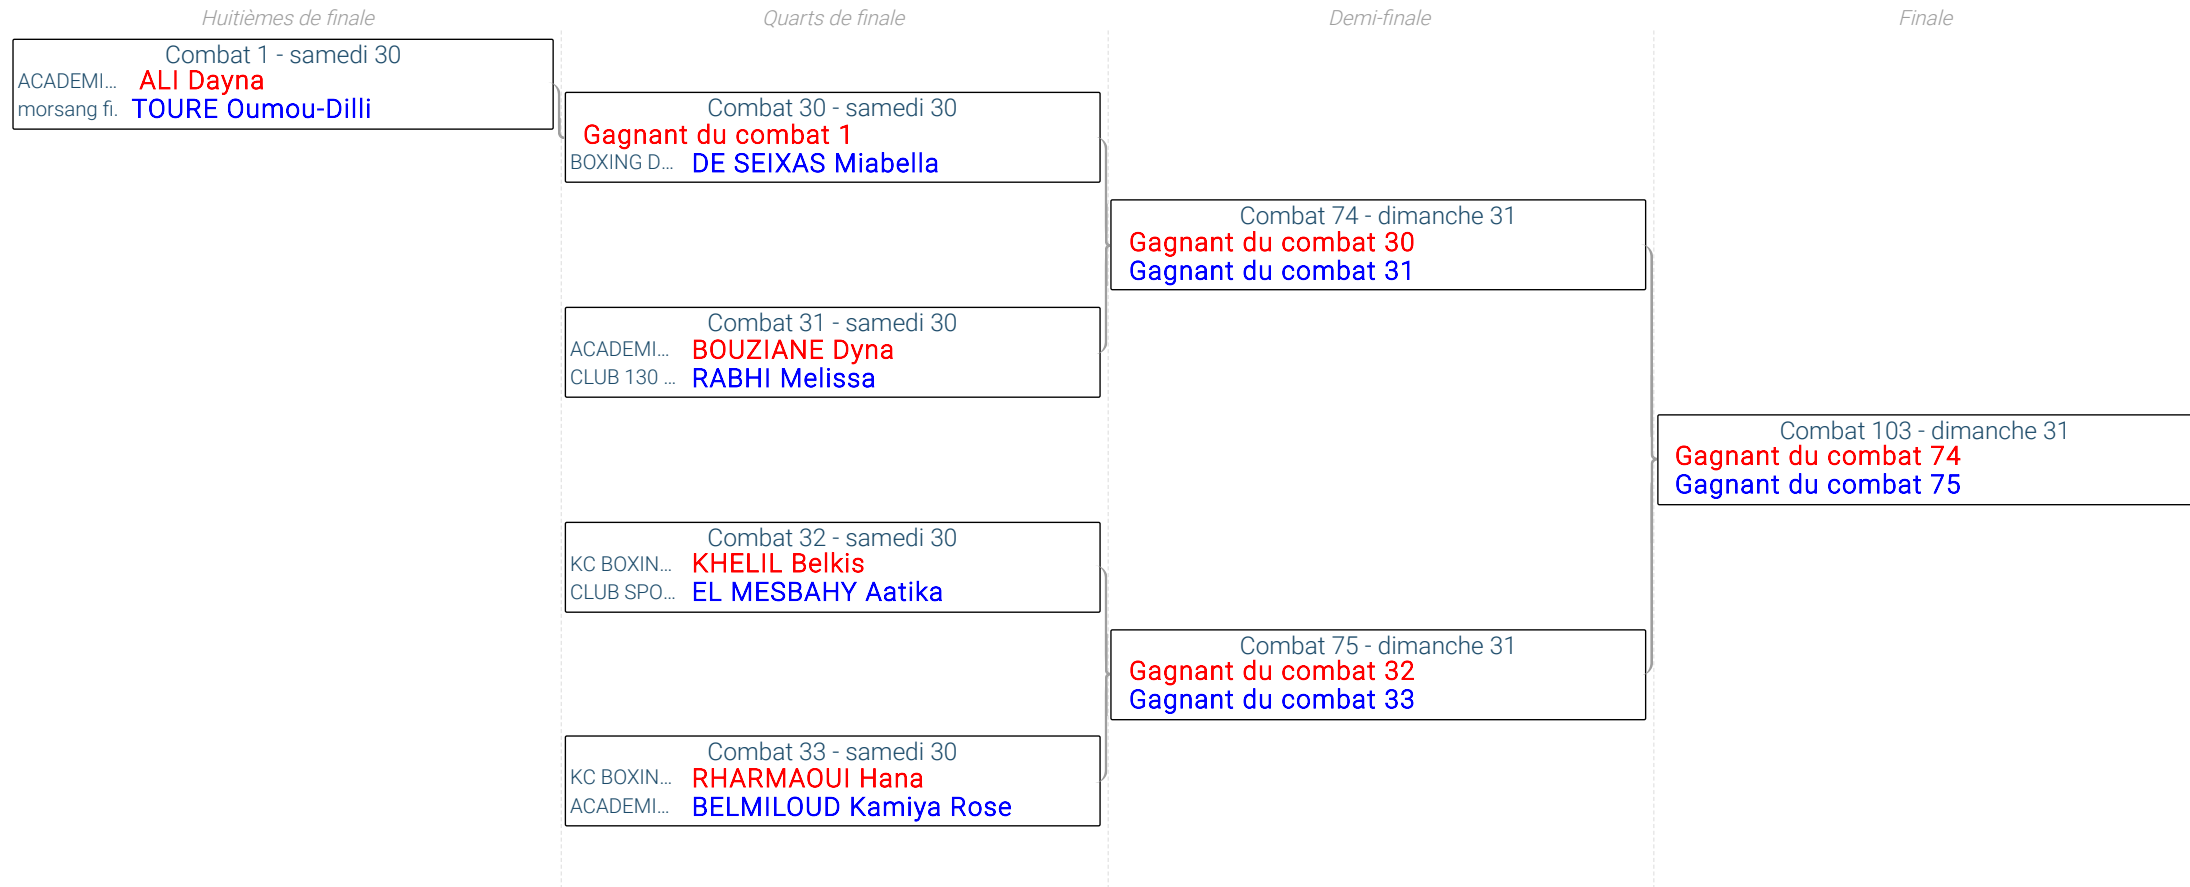 Huitièmes de finale
Quarts de finale
Demi-finale
Finale
Combat 1 - samedi 30
ACADEMI... ALI Dayna
morsang fi. TOURE Oumou-Dilli
Combat 30 - samedi 30
Gagnant du combat 1
BOXING D... DE SEIXAS Miabella
Combat 74 - dimanche 31
Gagnant du combat 30
Gagnant du combat 31
Combat 31 - samedi 30
ACADEMI... BOUZIANE Dyna
CLUB 130 ... RABHI Melissa
Combat 103 - dimanche 31
Gagnant du combat 74
Gagnant du combat 75
Combat 32 - samedi 30
KC BOXIN... KHELIL Belkis
CLUB SPO... EL MESBAHY Aatika
Combat 75 - dimanche 31
Gagnant du combat 32
Gagnant du combat 33
Combat 33 - samedi 30
KC BOXIN... RHARMAOUI Hana
ACADEMI... BELMILOUD Kamiya Rose